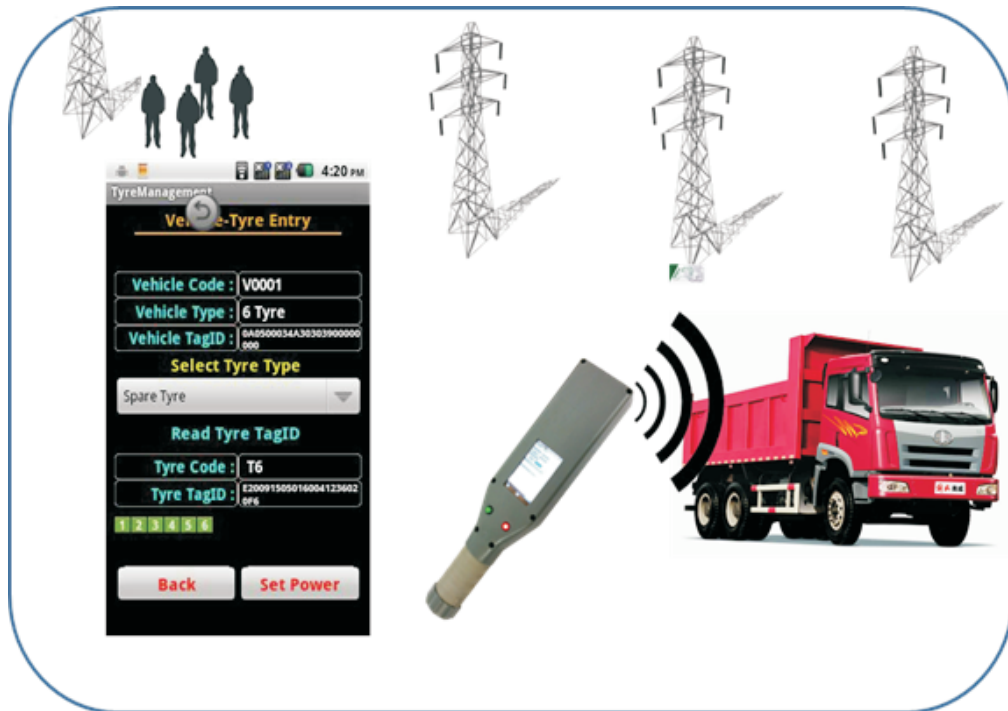 4:20 PM
TyreManagement
Vehicle-Tyre Entry
Vehicle Code : V0001
Vehicle Type : 6 Tyre
Vehicle TagID : 0A0500034A30303900000
000
Select Tyre Type
Spare Tyre
Read Tyre TagID
Tyre Code : T6
Tyre TagID : E20091505016004123602
0F6
1 2 3 4 5 6
Back Set Power